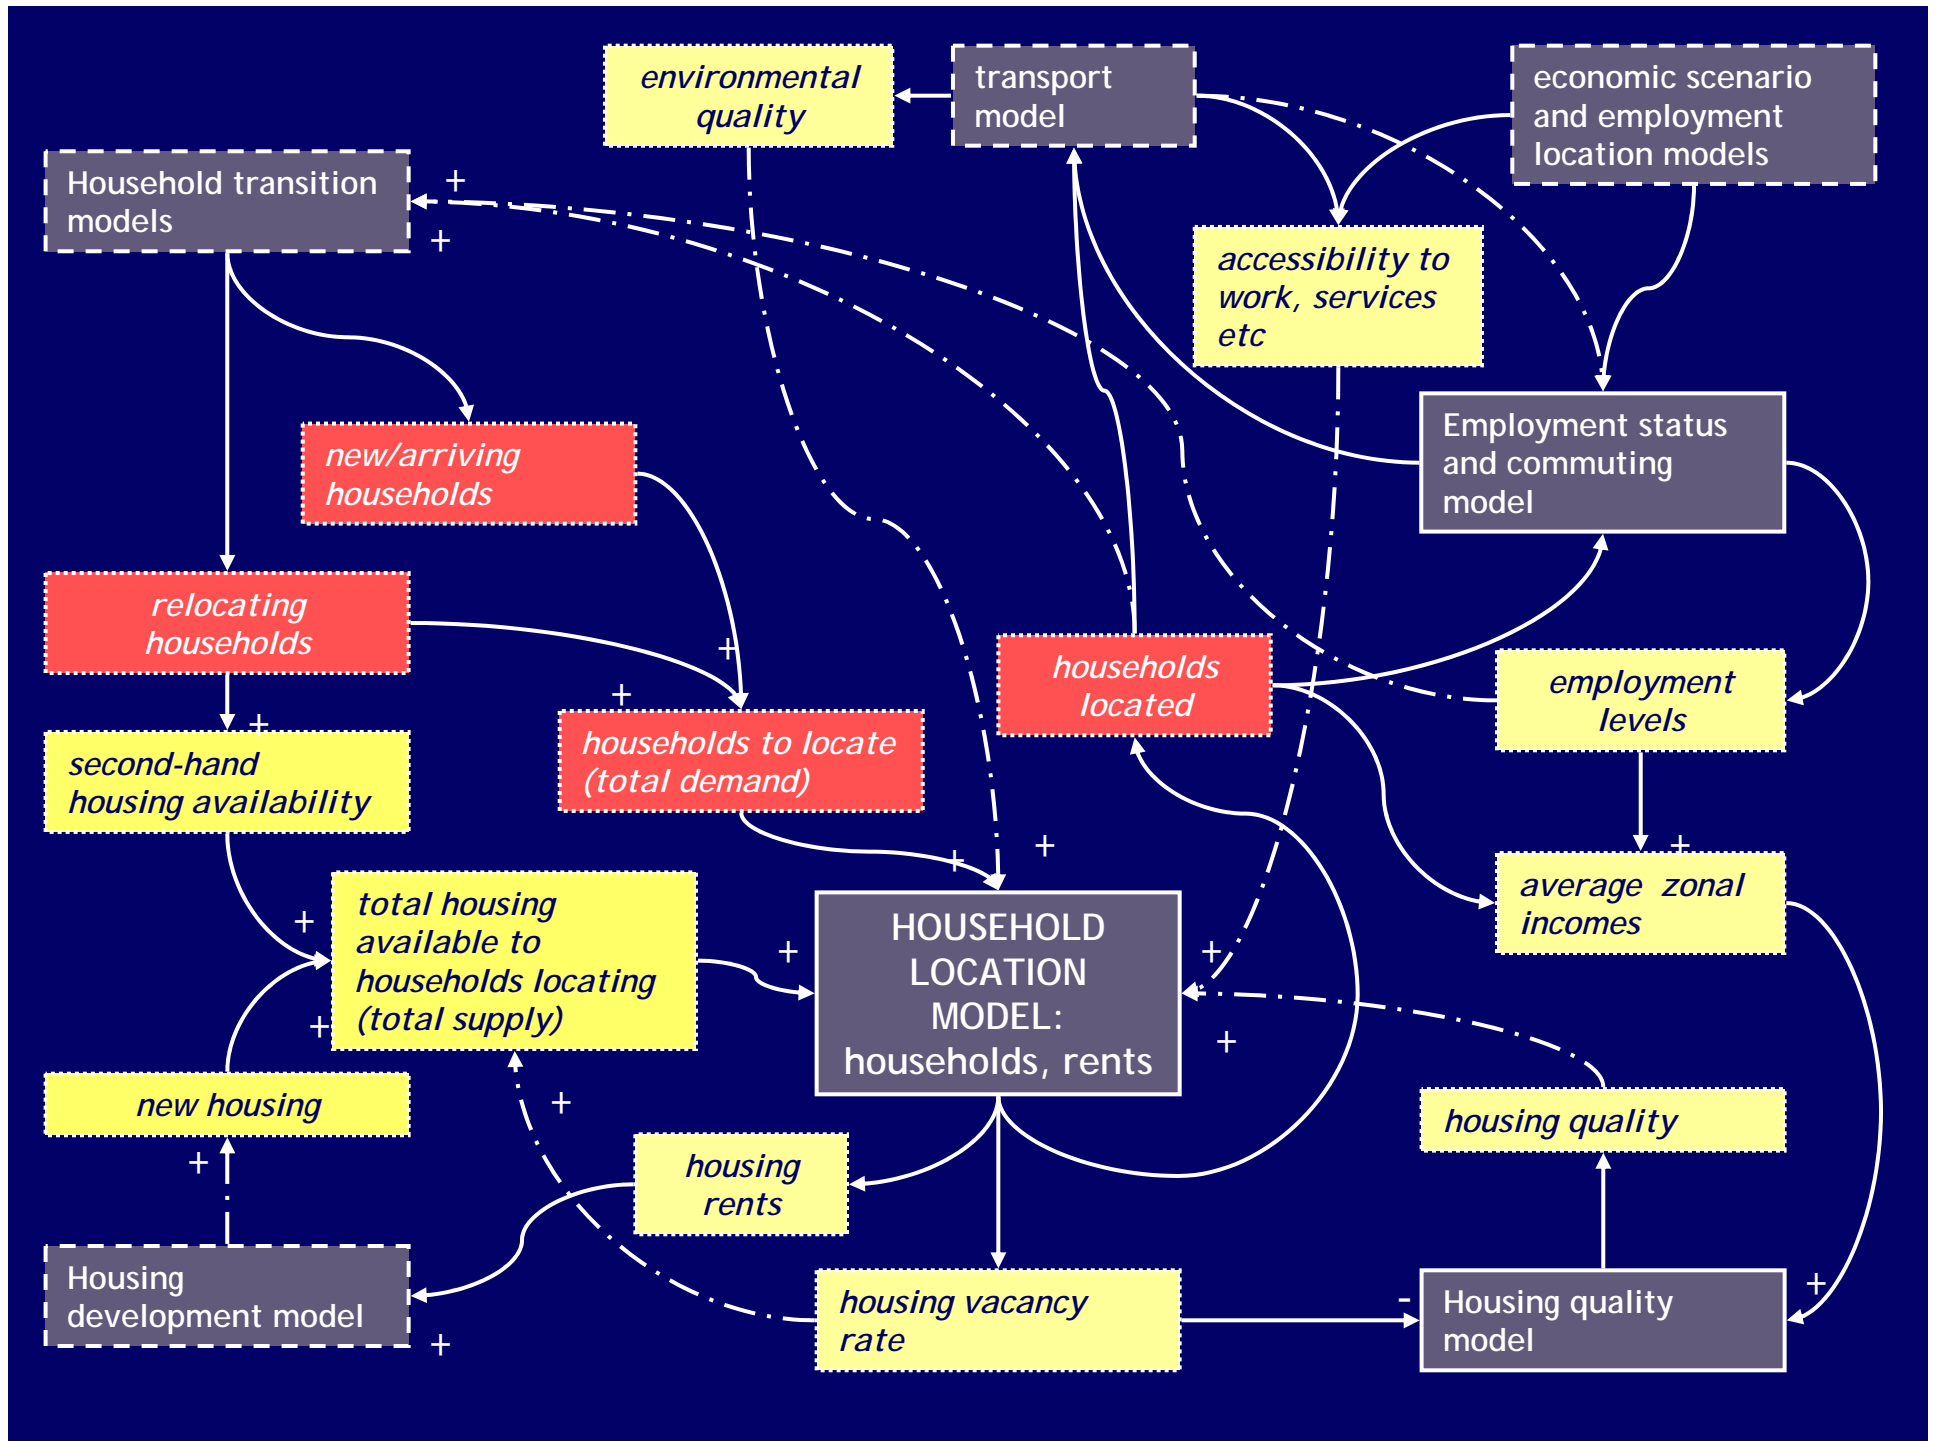 environmental
quality
transport
model
economic scenario
and employment
location models
Household transition
models
+
+
accessibility to
work, services
etc
new/arriving
households
Employment status
and commuting
model
relocating
households
+
+
households
located
employment
levels
+
second-hand
housing availability
households to locate
(total demand)
+
+
+
average  zonal
incomes
total housing
available to
households locating
(total supply)
+
+
+
HOUSEHOLD
LOCATION
MODEL:
households, rents
+
+
+
new housing
+
+
housing
rents
housing quality
Housing
development model
+
housing vacancy
rate
-
Housing quality
model
+